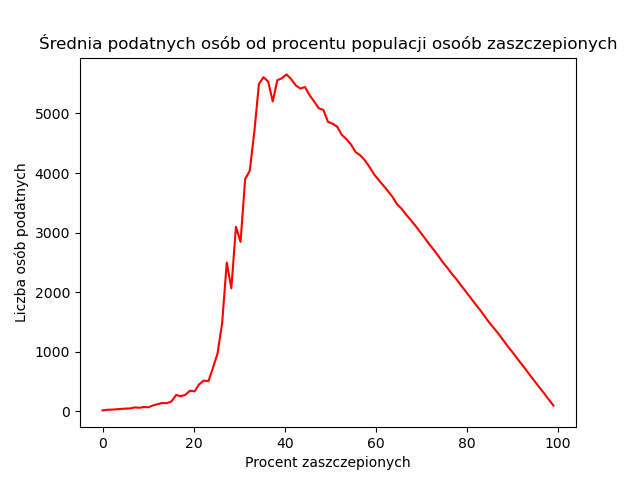 Średnia podatnych osób od procentu populacji osoób zaszczepionych
Liczba osób podatnych
5000
4000
3000
2000
1000
0
0 20 40 60 80 100
Procent zaszczepionych